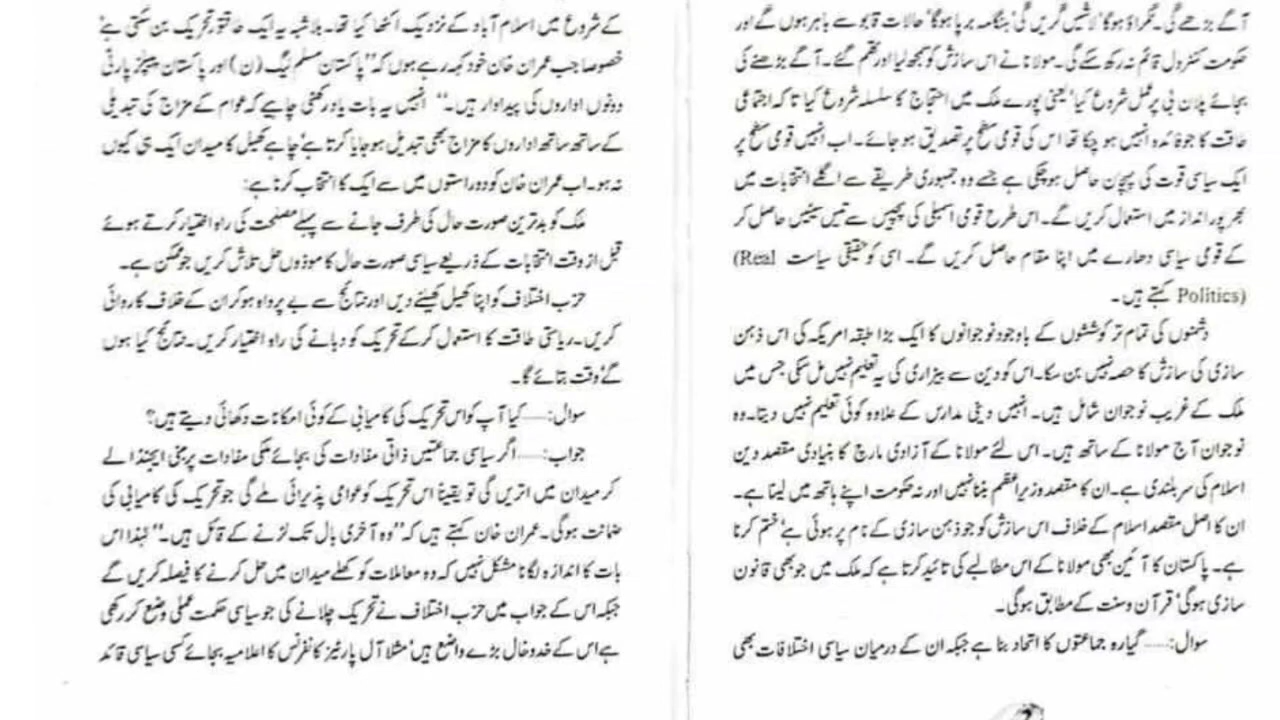 آگے بڑھے گی۔ ٹکراؤ ہوگا' لاشیں گریں گی' ہنگامہ برپا ہوگا' حالات قابو سے باہر ہوں گے اور
حکومت کنٹرول قائم نہ رکھ سکے گی۔ مولانا نے اس سازش کو سمجھ لیا اور تھم گئے۔ آگے بڑھنے کی
بجائے پلان بی پر عمل شروع کیا' یعنی پورے ملک میں احتجاج کا سلسلہ شروع کیا تا کہ اجتماعی
طاقت کا جو فائدہ انہیں ہو چکا تھا اس کی قومی سطح پر تصدیق ہو جائے۔ اب انہیں قومی سطح پر
ایک سیاسی قوت کی پہچان حاصل ہو چکی ہے جسے وہ جمہوری طریقے سے اگلے انتخابات میں
بھر پور انداز میں استعمال کریں گے۔ اس طرح قومی اسمبلی کی پچیس سے تیس سیٹیں حاصل کر
کے قومی سیاسی دھارے میں اپنا مقام حاصل کریں گے۔ اسی کو حقیقی سیاست (Real
Politics) کہتے ہیں۔
دشمنوں کی تمام تر کوششوں کے باوجود نوجوانوں کا ایک بڑا طبقہ امریکہ کی اس ذہن
سازی کی سازش کا حصہ نہیں بن سکا۔ اس کو دین سے بیزاری کی یہ تعلیم نہیں مل سکی جس میں
ملک کے غریب نوجوان شامل ہیں۔ انہیں دینی مدارس کے علاوہ کوئی تعلیم نہیں دیتا۔ وہ
نوجوان آج مولانا کے ساتھ ہیں۔ اس لئے مولانا کے آزادی مارچ کا بنیادی مقصد دین
اسلام کی سربلندی ہے۔ ان کا مقصد وزیراعظم بننا نہیں اور نہ حکومت اپنے ہاتھ میں لینا ہے۔
ان کا اصل مقصد اسلام کے خلاف اس سازش کو جو ذہن سازی کے نام پر ہوئی ہے' ختم کرنا
ہے۔ پاکستان کا آئین بھی مولانا کے اس مطالبے کی تائید کرتا ہے کہ ملک میں جو بھی قانون
سازی ہوگی' قرآن وسنت کے مطابق ہوگی۔
سوال:..... گیارہ جماعتوں کا اتحاد بنا ہے جبکہ ان کے درمیان سیاسی اختلافات بھی
کے شروع میں اسلام آباد کے نزدیک اکٹھا کیا تھا۔ بلاشبہ یہ ایک طاقتور تحریک بن سکتی ہے'
خصوصا جب عمران خان خود کہہ رہے ہوں کہ "پاکستان مسلم لیگ (ن) اور پاکستان پیپلز پارٹی
دونوں اداروں کی پیداوار ہیں۔" انہیں یہ بات یاد رکھنی چاہیے کہ عوام کے مزاج کی تبدیلی
کے ساتھ ساتھ اداروں کا مزاج بھی تبدیل ہو جایا کرتا ہے' چاہے کھیل کا میدان ایک ہی کیوں
نہ ہو۔ اب عمران خان کو دو راستوں میں سے ایک کا انتخاب کرنا ہے:
ملک کو بدترین صورت حال کی طرف جانے سے پہلے مصلحت کی راہ اختیار کرتے ہوئے
قبل از وقت انتخابات کے ذریعے سیاسی صورت حال کا موذوں حل تلاش کریں جو ممکن ہے۔
حزب اختلاف کو اپنا کھیل کھیلنے دیں اور نتائج سے بے پرواہ ہو کر ان کے خلاف کاروائی
کریں۔ ریاستی طاقت کا استعمال کر کے تحریک کو دبانے کی راہ اختیار کریں۔ نتائج کیا ہوں
گے' وقت بتائے گا۔
سوال:..... کیا آپ کو اس تحریک کی کامیابی کے کوئی امکانات دکھائی دیتے ہیں؟
جواب:..... اگر سیاسی جماعتیں ذاتی مفادات کی بجائے ملکی مفادات پر مبنی ایجنڈا لے
کر میدان میں اتریں گی تو یقینا اس تحریک کو عوامی پذیرائی ملے گی جو تحریک کی کامیابی کی
ضمانت ہوگی۔ عمران خان کہتے ہیں کہ "وہ آخری بال تک لڑنے کے قائل ہیں۔" لہٰذا اس
بات کا اندازہ لگانا مشکل نہیں کہ وہ معاملات کو کھلے میدان میں حل کرنے کا فیصلہ کریں گے
جبکہ اس کے جواب میں حزب اختلاف نے تحریک چلانے کی جو سیاسی حکمت عملی وضع کر رکھی
ہے اس کے خدوخال بڑے واضح ہیں' مثلا آل پارٹیز کانفرنس کا اعلامیہ بجائے کسی سیاسی قائد